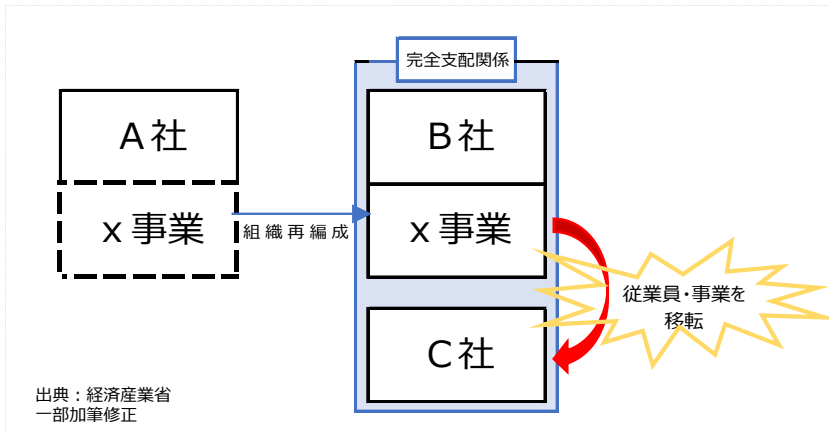 完全支配関係
A社
B社
x事業
組織再編成
x事業
従業員・事業を
移転
C社
出典：経済産業省
一部加筆修正